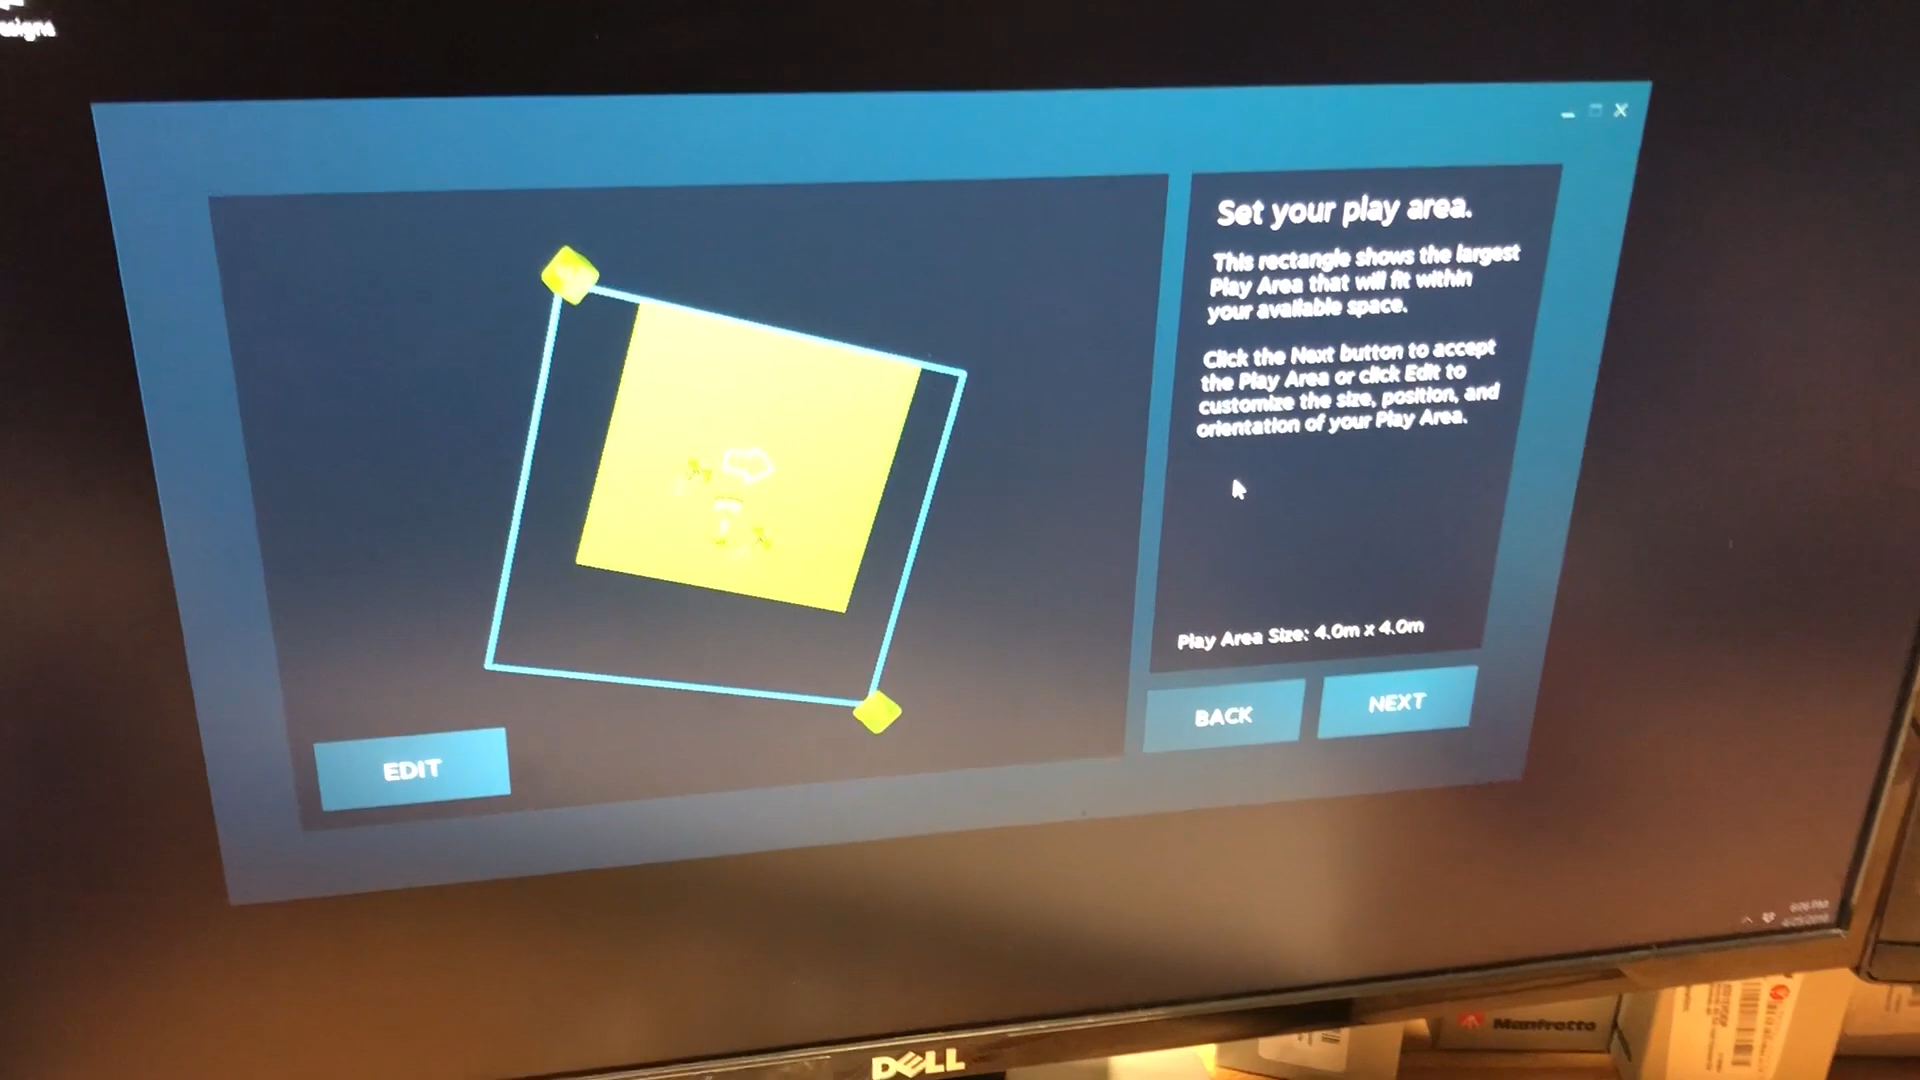 Set your play area.
This rectangle shows the largest
Play Area that will fit within
your available space.
Click the Next button to accept
the Play Area or click Edit to
customize the size, position, and
orientation of your Play Area.
Play Area Size: 4.0m x 4.0m
BACK
NEXT
EDIT
DELL
Manfrotto